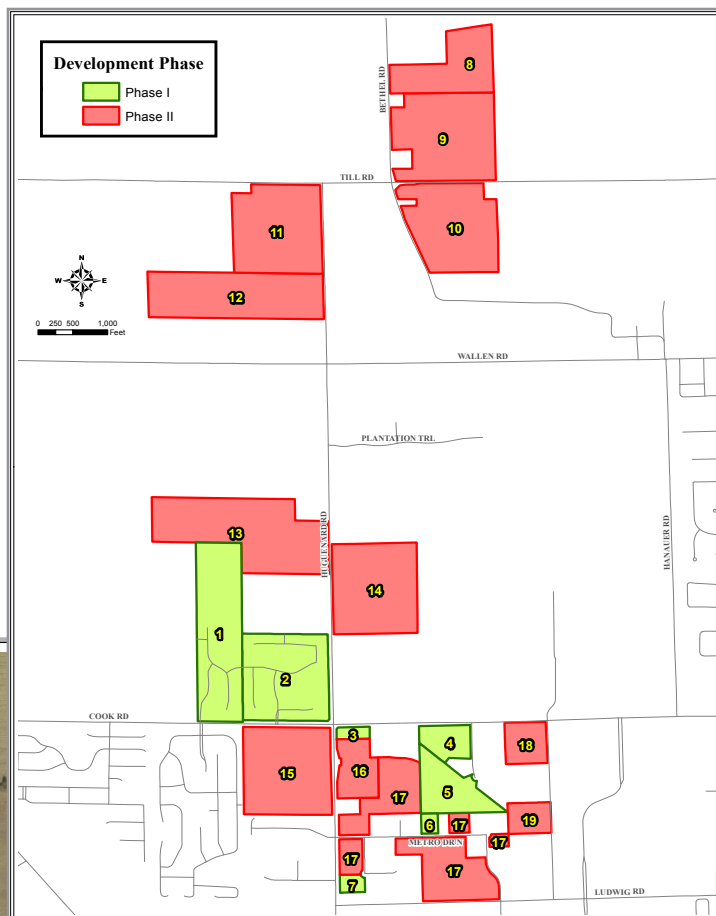 Development Phase
Phase I
Phase II
BETHEL RD
8
9
TILL RD
11
10
N
W E
S
12
0 250 500 1,000
Feet
WALLEN RD
PLANTATION TRL
HUGUENARD RD
HANAUER RD
13
14
1
2
COOK RD
3
4
18
15
16
17
5
6
17
19
METRO DR N
17
17
17
7
LUDWIG RD